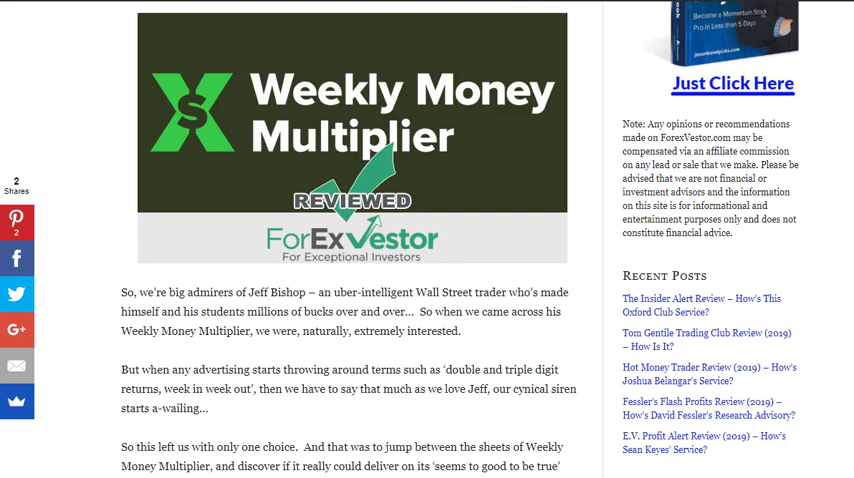 Weekly Money
Multiplier
REVIEWED
ForExVestor
For Exceptional Investors
2
Shares
2
So, we're big admirers of Jeff Bishop – an uber-intelligent Wall Street trader who's made
himself and his students millions of bucks over and over… So when we came across his
Weekly Money Multiplier, we were, naturally, extremely interested.
But when any advertising starts throwing around terms such as 'double and triple digit
returns, week in week out', then we have to say that much as we love Jeff, our cynical siren
starts a-wailing…
So this left us with only one choice. And that was to jump between the sheets of Weekly
Money Multiplier, and discover if it really could deliver on its 'seems to good to be true'
Become a Momentum Stock
Pro in Less than 5 Days
jasonbondpicks.com
Just Click Here
Note: Any opinions or recommendations
made on ForexVestor.com may be
compensated via an affiliate commission
on any lead or sale that we make. Please be
advised that we are not financial or
investment advisors and the information
on this site is for informational and
entertainment purposes only and does not
constitute financial advice.
RECENT POSTS
The Insider Alert Review – How's This
Oxford Club Service?
Tom Gentile Trading Club Review (2019)
– How Is It?
Hot Money Trader Review (2019) – How's
Joshua Belangar's Service?
Fessler's Flash Profits Review (2019) –
How's David Fessler's Research Advisory?
E.V. Profit Alert Review (2019) – How's
Sean Keyes' Service?